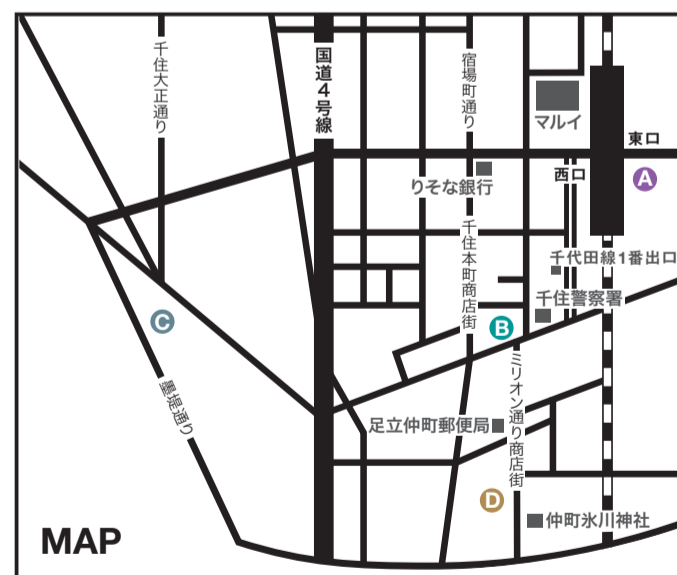 千住大正通り
国道4号線
宿場町通り
マルイ
東口
西口
A
りそな銀行
千住本町商店街
千代田線1番出口
千住警察署
B
C
ミリオン通り商店街
墨堤通り
足立仲町郵便局
D
仲町氷川神社
MAP